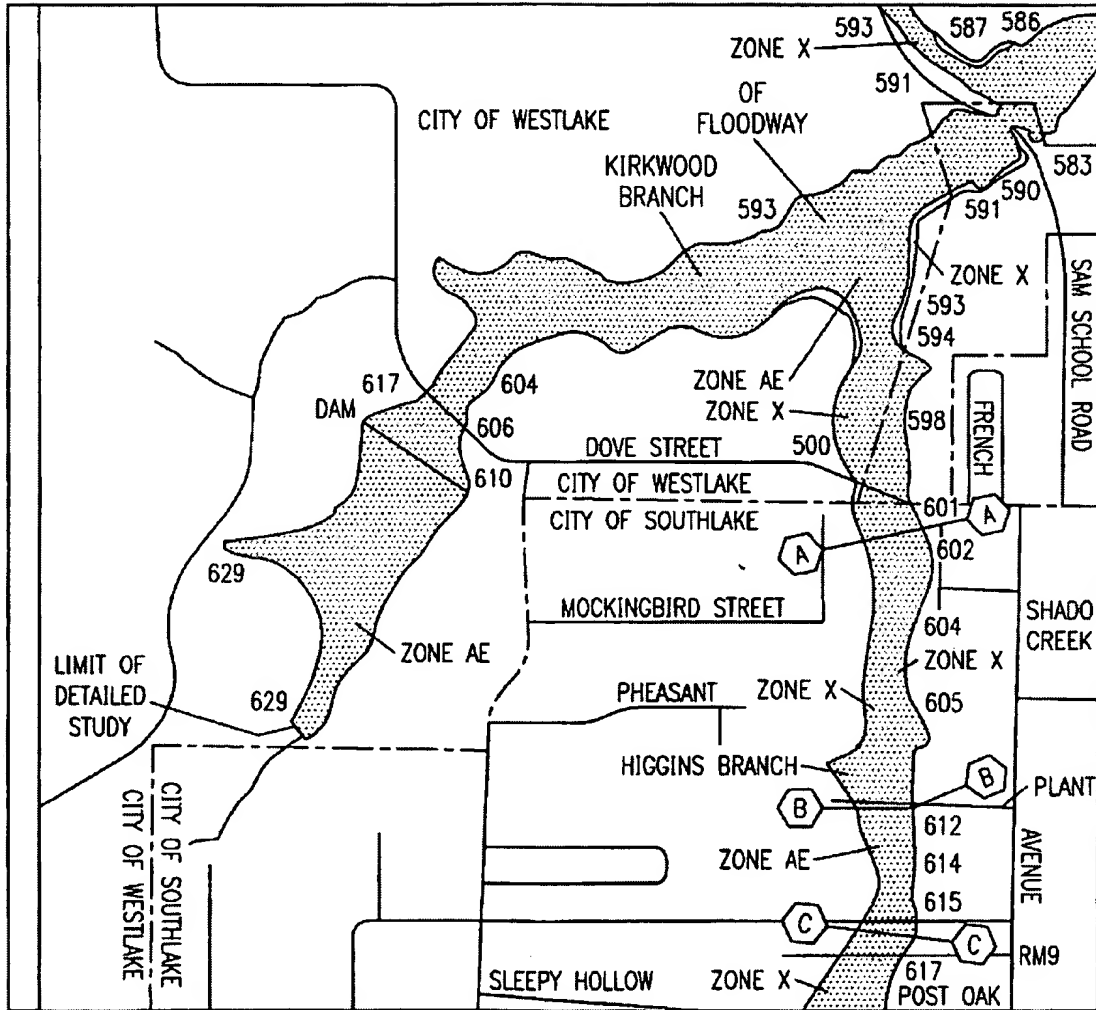 593
587
586
ZONE X
591
OF
FLOODWAY
CITY OF WESTLAKE
583
KIRKWOOD
BRANCH
590
593
591
SAM SCHOOL ROAD
ZONE X
593
594
617
604
ZONE AE
ZONE X
DAM
606
598
FRENCH
DOVE STREET
500
610
CITY OF WESTLAKE
601
CITY OF SOUTHLAKE
A
A
602
629
MOCKINGBIRD STREET
604
SHADO
CREEK
ZONE AE
ZONE X
LIMIT OF
DETAILED
STUDY
629
PHEASANT
ZONE X
605
HIGGINS BRANCH
B
B
PLANT
612
CITY OF WESTLAKE
CITY OF SOUTHLAKE
ZONE AE
614
AVENUE
615
C
C
RM9
617
SLEEPY HOLLOW
ZONE X
POST OAK